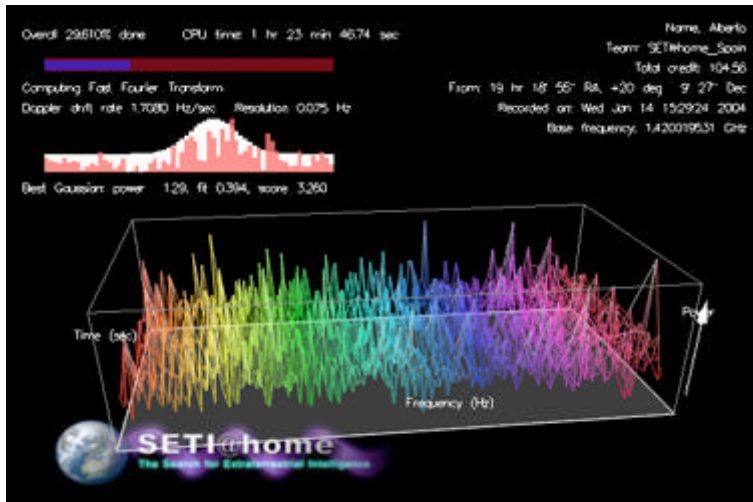 Overall 29.610% done CPU time: 1 hr 23 min 46.74 sec
Computing Fast Fourier Transform
Doppler drift rate 1.7080 Hz/sec Resolution 0.075 Hz
Best Gaussian: power 1.29, fit 0.394, score 3.260
Name: Alberto
Team: SETI@home_Spain
Total credit: 104.56
From: 19 hr 18' 55" RA, +20 deg 9' 27" Dec
Recorded on: Wed Jan 14 15:29:24 2004
Base frequency: 1.420019531 GHz
Time (sec)
Power
Frequency (Hz)
SETI@home
The Search for Extraterrestrial Intelligence